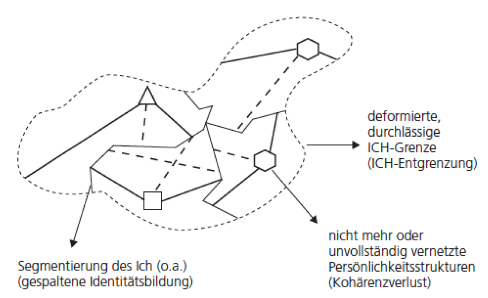 deformierte,
durchlässige
ICH-Grenze
(ICH-Entgrenzung)
nicht mehr oder
unvollständig vernetzte
Persönlichkeitsstrukturen
(Kohärenzverlust)
Segmentierung des Ich (o.a.)
(gespaltene Identitätsbildung)